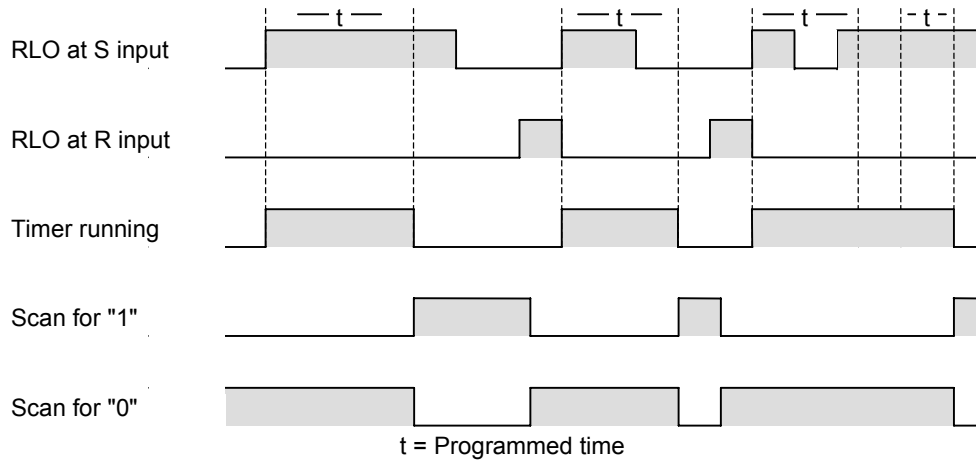 t t t t
RLO at S input
RLO at R input
Timer running
Scan for "1"
Scan for "0"
t = Programmed time